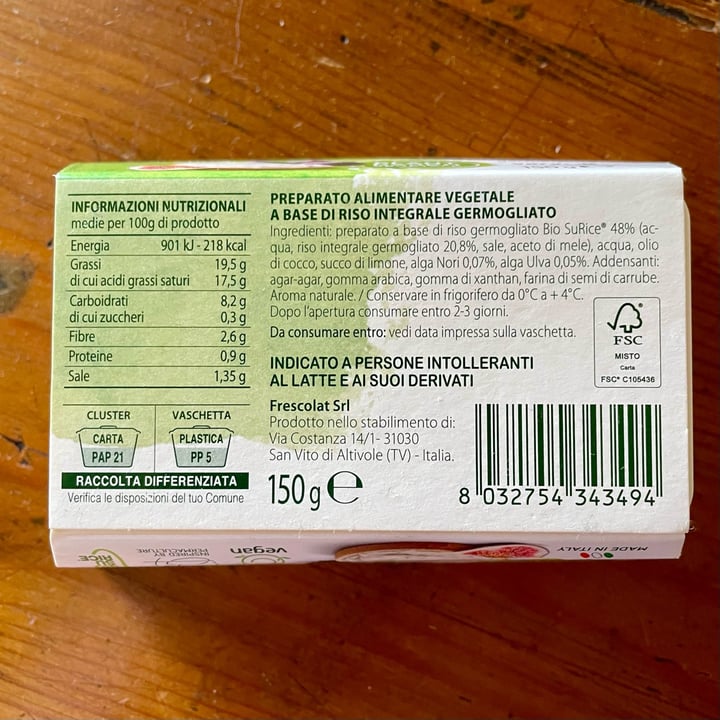 INFORMAZIONI NUTRIZIONALI
medie per 100g di prodotto
Energia 901 kJ - 218 kcal
Grassi 19,5 g
di cui acidi grassi saturi 17,5 g
Carboidrati 8,2 g
di cui zuccheri 0,3 g
Fibre 2,6 g
Proteine 0,9 g
Sale 1,35 g
CLUSTER
CARTA
PAP 21
VASCHETTA
PLASTICA
PP 5
RACCOLTA DIFFERENZIATA
Verifica le disposizioni del tuo Comune
PREPARATO ALIMENTARE VEGETALE
A BASE DI RISO INTEGRALE GERMOGLIATO
Ingredienti: preparato a base di riso germogliato Bio SuRice® 48% (ac-
qua, riso integrale germogliato 20,8%, sale, aceto di mele), acqua, olio
di cocco, succo di limone, alga Nori 0,07%, alga Ulva 0,05%. Addensanti:
agar-agar, gomma arabica, gomma di xanthan, farina di semi di carrube.
Aroma naturale. / Conservare in frigorifero da 0°C a + 4°C.
Dopo l'apertura consumare entro 2-3 giorni.
Da consumare entro: vedi data impressa sulla vaschetta.
INDICATO A PERSONE INTOLLERANTI
AL LATTE E AI SUOI DERIVATI
Frescolat Srl
Prodotto nello stabilimento di:
Via Costanza 14/1- 31030
San Vito di Altivole (TV) - Italia.
150 g e
FSC
MISTO
Carta
FSC® C105436
8 032754 343494
MADE IN ITALY
vegan
INSPIRED BY
PERMACULTURE
RICE